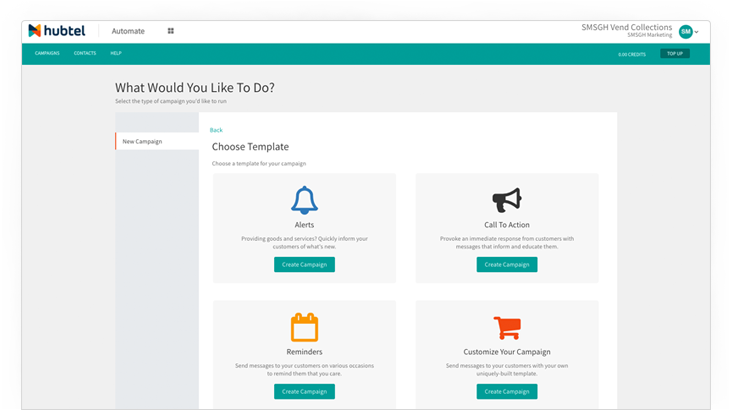 hubtel
Automate
SMSGH Vend Collections
SMSGH Marketing
SM
CAMPAIGNS
CONTACTS
HELP
0.00 CREDITS
TOP UP
What Would You Like To Do?
Select the type of campaign you'd like to run
New Campaign
Back
Choose Template
Choose a template for your campaign
Alerts
Providing goods and services? Quickly inform your
customers of what's new.
Create Campaign
Call To Action
Provoke an immediate response from customers with
messages that inform and educate them.
Create Campaign
Reminders
Send messages to your customers on various occasions
to remind them that you care.
Create Campaign
Customize Your Campaign
Send messages to your customers with your own
uniquely-built template.
Create Campaign